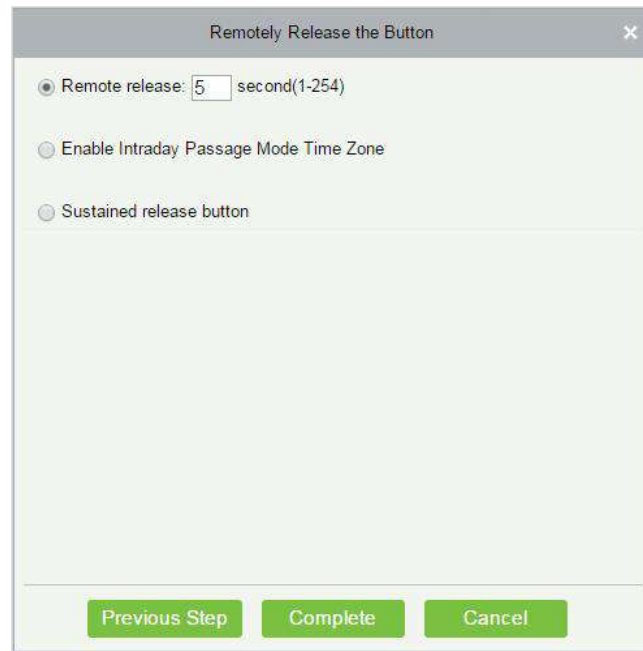 Remotely Release the Button ×
Remote release: 5 second(1-254)
Enable Intraday Passage Mode Time Zone
Sustained release button
Previous Step Complete Cancel